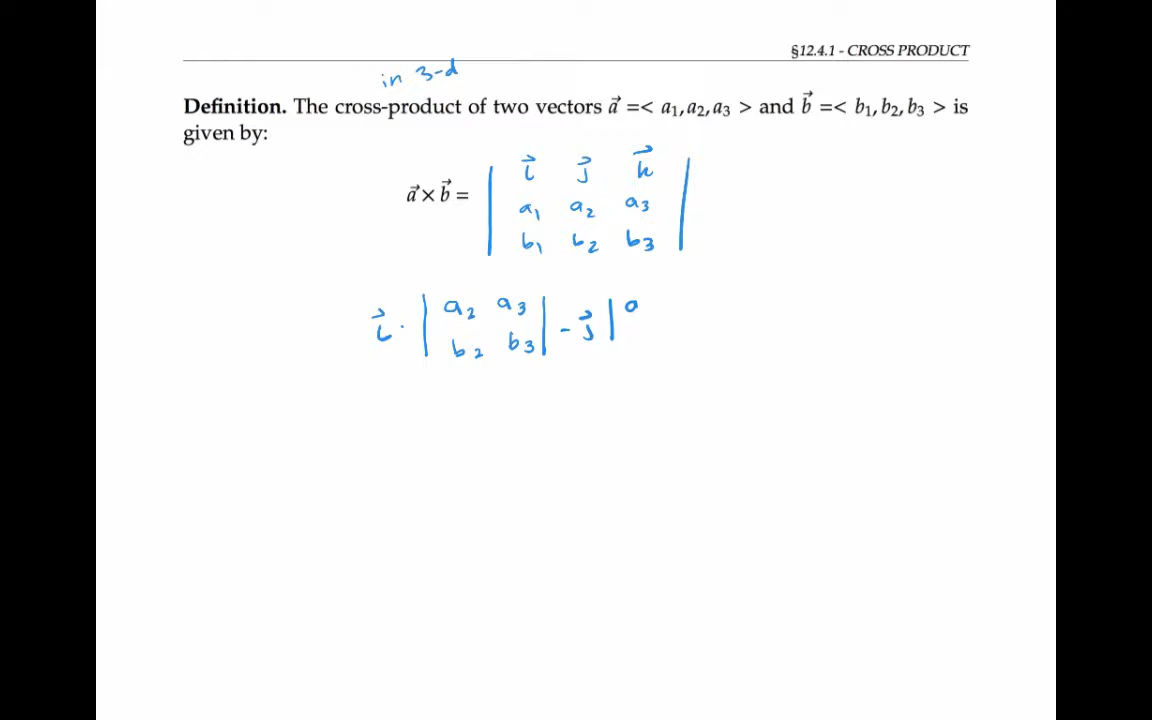 §12.4.1 - CROSS PRODUCT
in 3-d
Definition. The cross-product of two vectors a⃗ =< a₁, a₂, a₃ > and b⃗ =< b₁, b₂, b₃ > is
given by:
i⃗ j⃗ k⃗
a⃗ × b⃗ = | a₁ a₂ a₃ |
b₁ b₂ b₃
i⃗ · | a₂ a₃ | - j⃗ | a
b₂ b₃